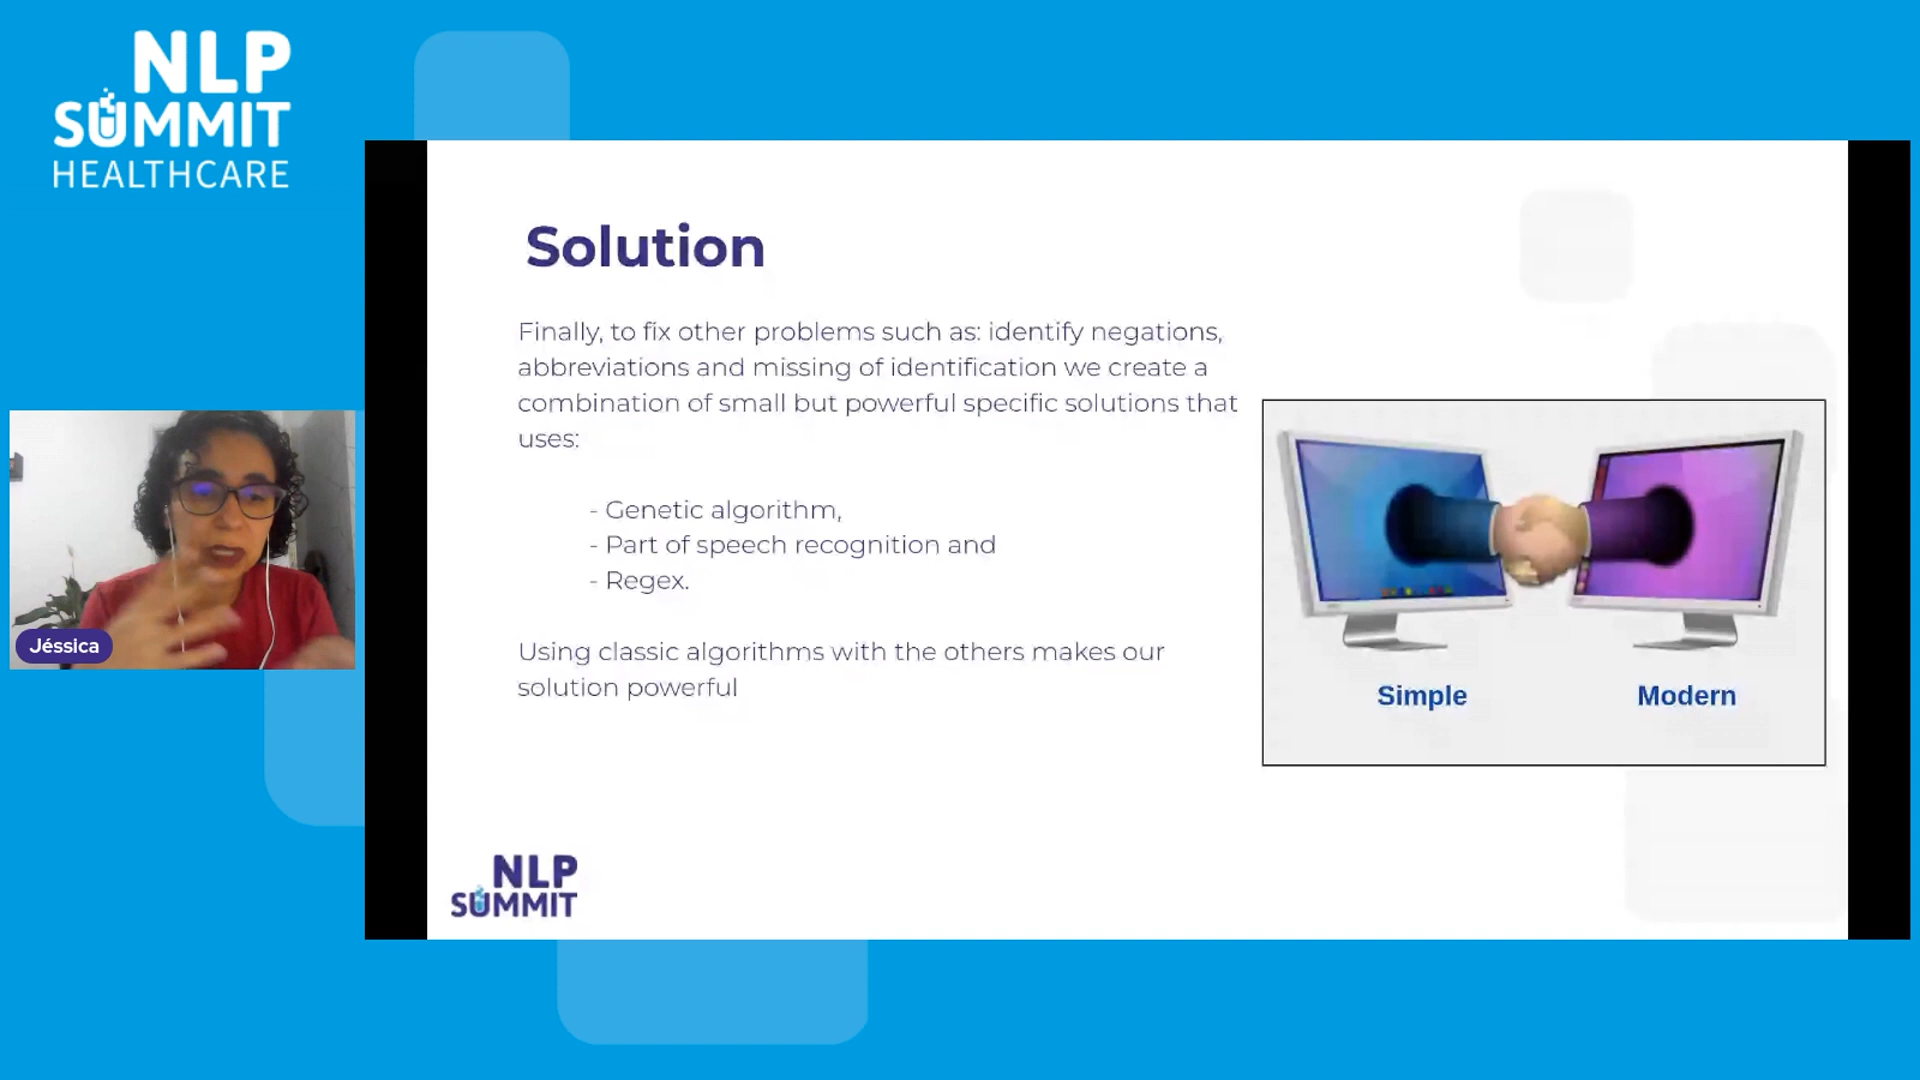 NLP
SUMMIT
HEALTHCARE
Solution
Finally, to fix other problems such as: identify negations,
abbreviations and missing of identification we create a
combination of small but powerful specific solutions that
uses:
- Genetic algorithm,
- Part of speech recognition and
- Regex.
Using classic algorithms with the others makes our
solution powerful
Simple
Modern
Jéssica
NLP
SUMMIT